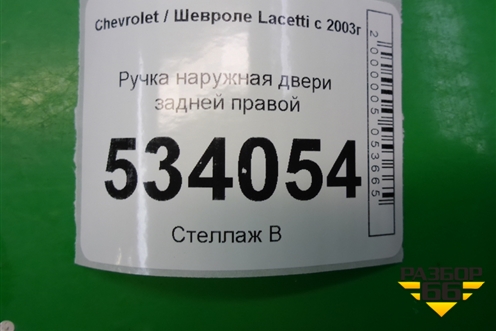 Chevrolet / Шевроле Lacetti с 2003г
Ручка наружная двери
задней правой
534054
Стеллаж В
2000005053665
РАЗБОР
66